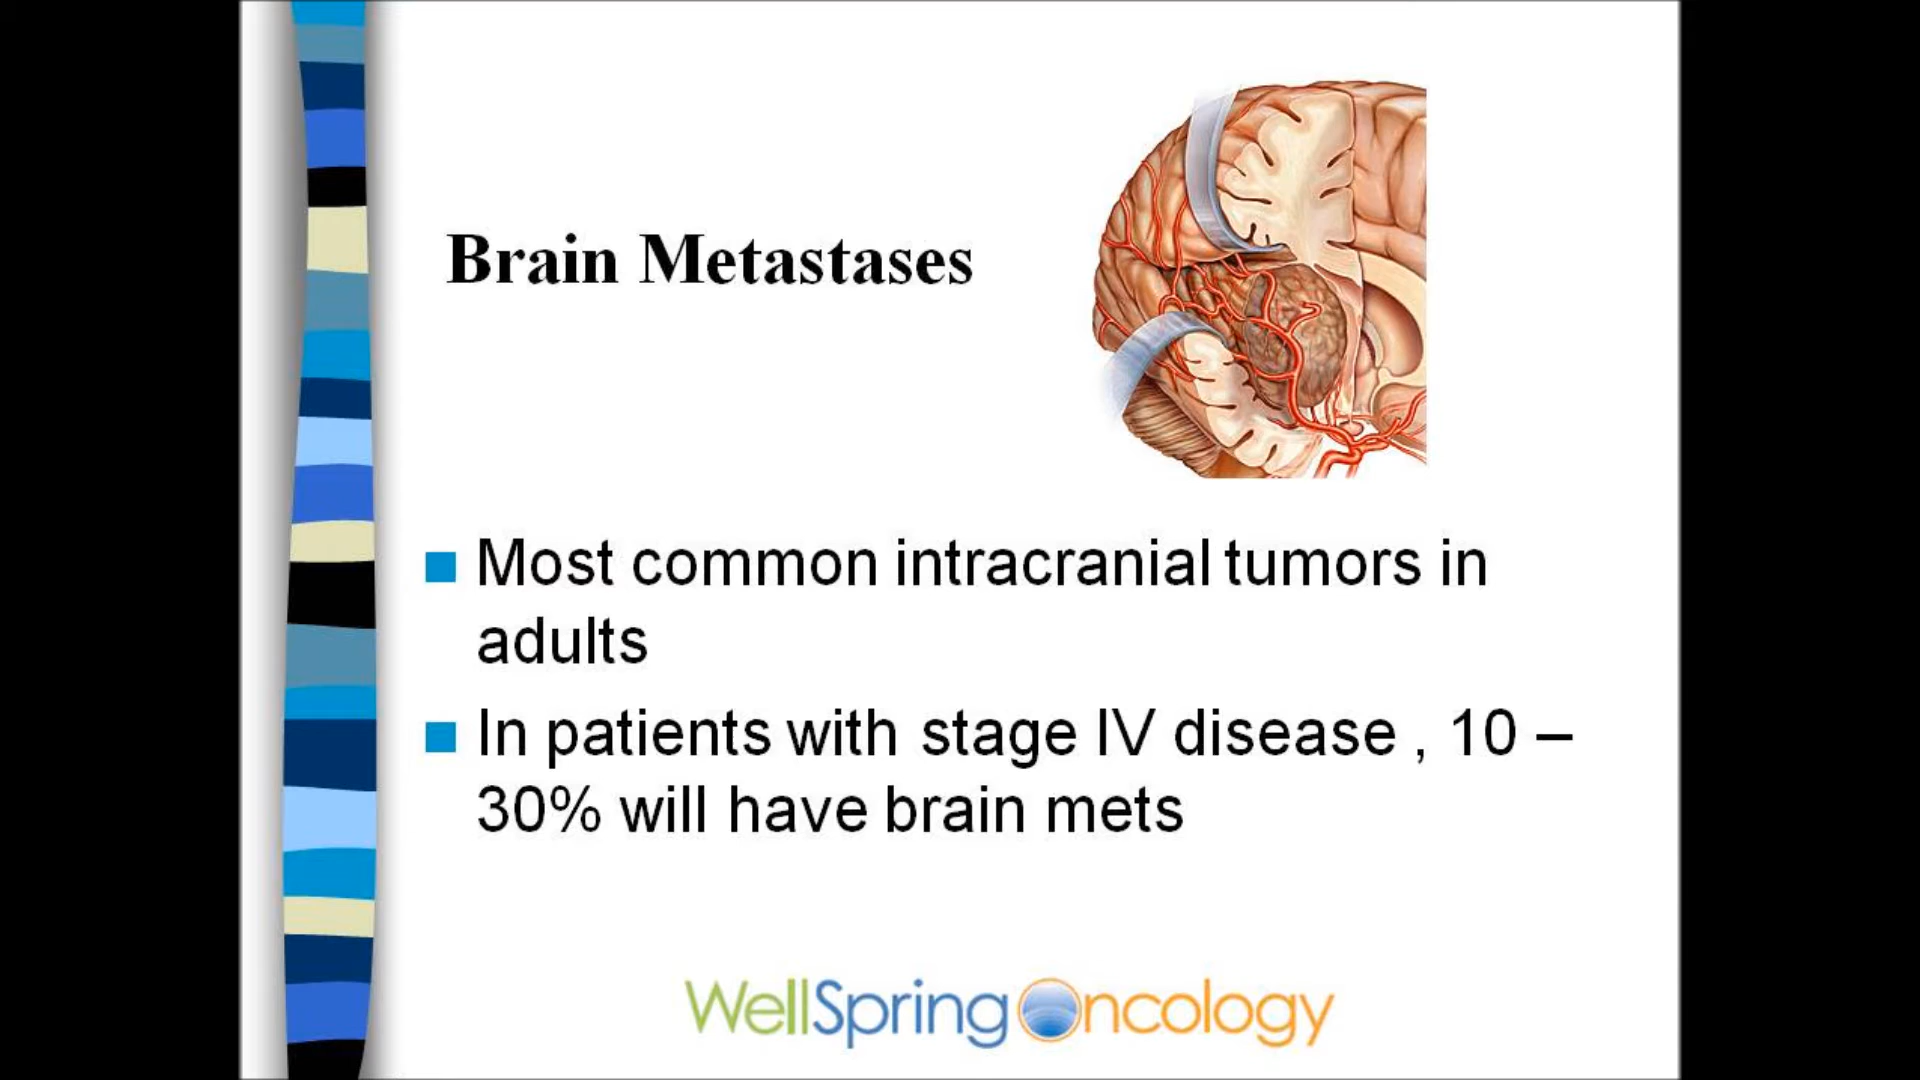 Brain Metastases
Most common intracranial tumors in
adults
In patients with stage IV disease , 10 –
30% will have brain mets
WellSpring Oncology